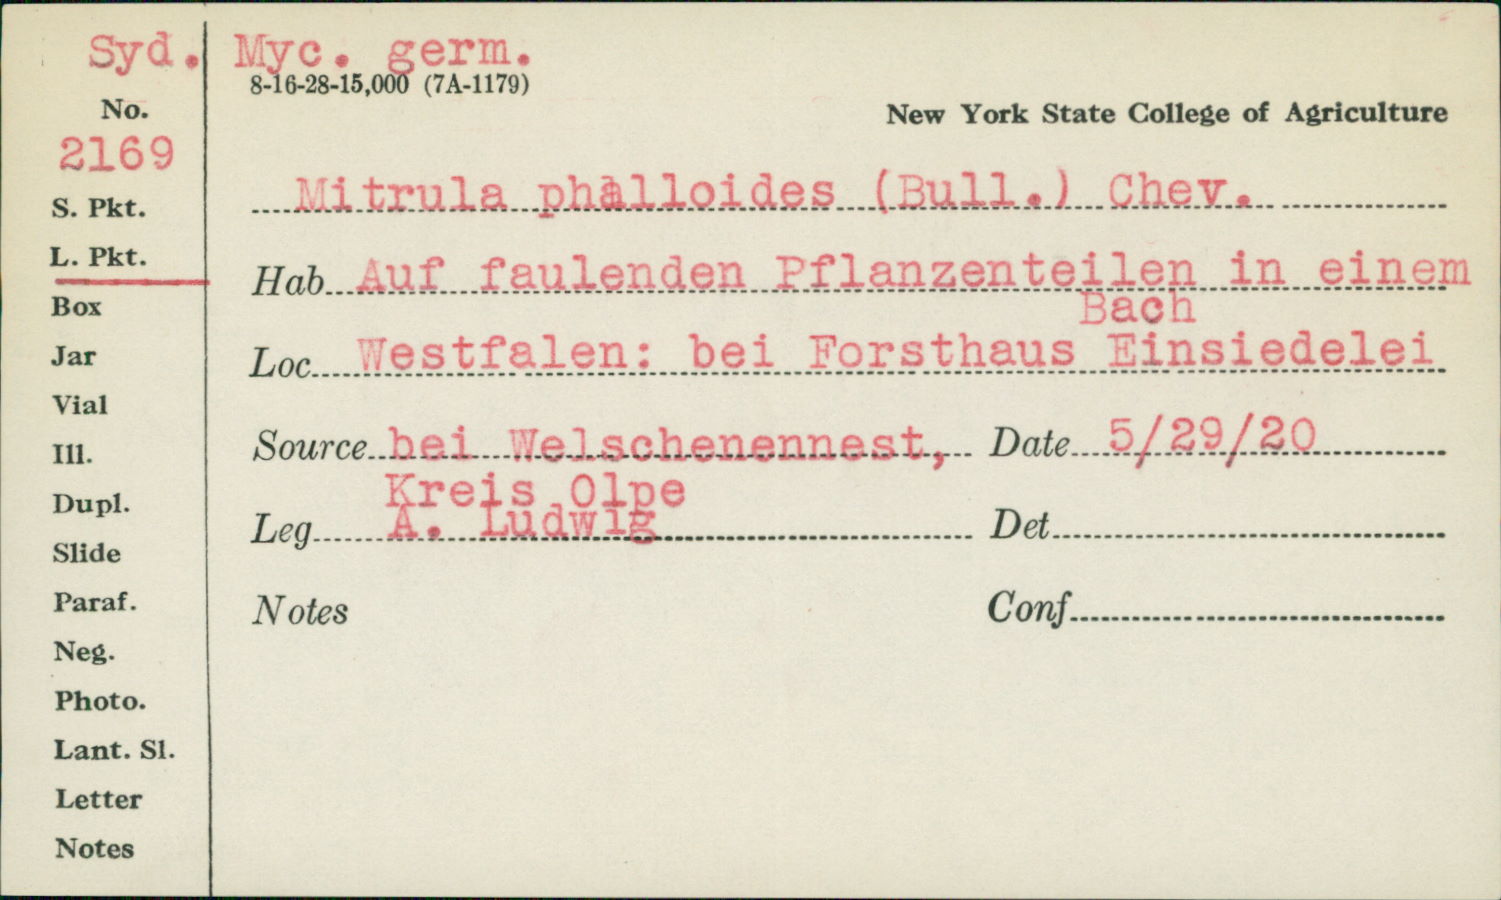 Syd. Myc. germ.
8-16-28-15,000 (7A-1179)
New York State College of Agriculture
No.
2169
S. Pkt.
L. Pkt.
Box
Jar
Vial
Ill.
Dupl.
Slide
Paraf.
Neg.
Photo.
Lant. Sl.
Letter
Notes
Mitrula phalloides (Bull.) Chev.
Hab. Auf faulenden Pflanzenteilen in einem
Bach
Loc. Westfalen: bei Forsthaus Einsiedelei
Source bei Welschenennest, Date 5/29/20
Kreis Olpe
Leg. A. Ludwig Det.
Notes Conf.